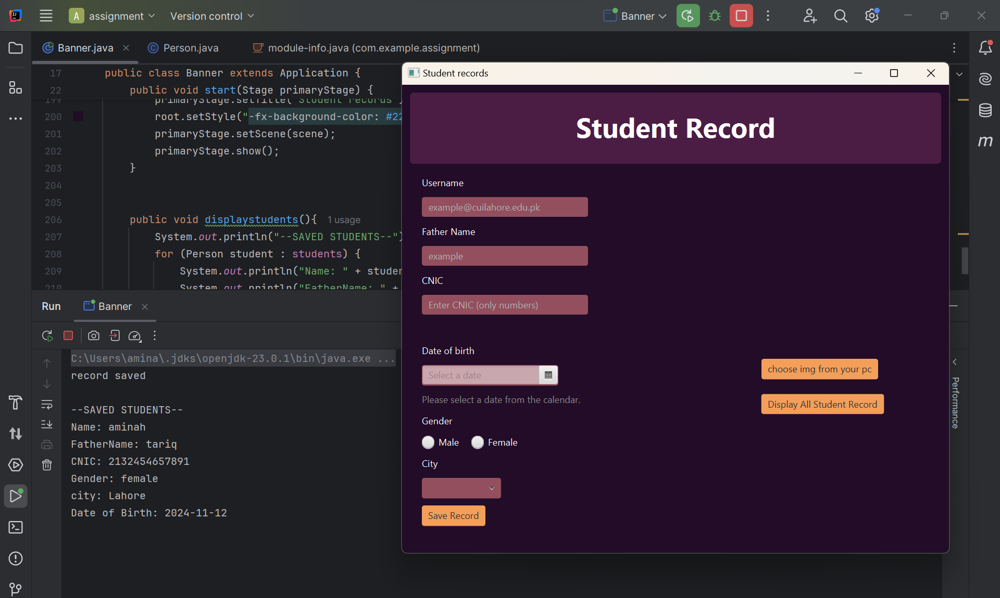 A assignment Version control Banner
Banner.java Person.java module-info.java (com.example.assignment)
17 public class Banner extends Application {
22 public void start(Stage primaryStage) {
199 primaryStage.setTitle("Student records"
200 root.setStyle("-fx-background-color: #22
201 primaryStage.setScene(scene);
202 primaryStage.show();
203 }
204
205
206 public void displaystudents(){ 1 usage
207 System.out.println("--SAVED STUDENTS--")
208 for (Person student : students) {
209 System.out.println("Name: " + studen
210 System.out.println("FatherName: " +
Run Banner
C:\Users\amina\.jdks\openjdk-23.0.1\bin\java.exe ...
record saved
--SAVED STUDENTS--
Name: aminah
FatherName: tariq
CNIC: 2132454657891
Gender: female
city: Lahore
Date of Birth: 2024-11-12
Student records
Student Record
Username
example@cuilahore.edu.pk
Father Name
example
CNIC
Enter CNIC (only numbers)
Date of birth
Select a date
Please select a date from the calendar.
Gender
Male Female
City
Save Record
choose img from your pc
Display All Student Record
Performance
m